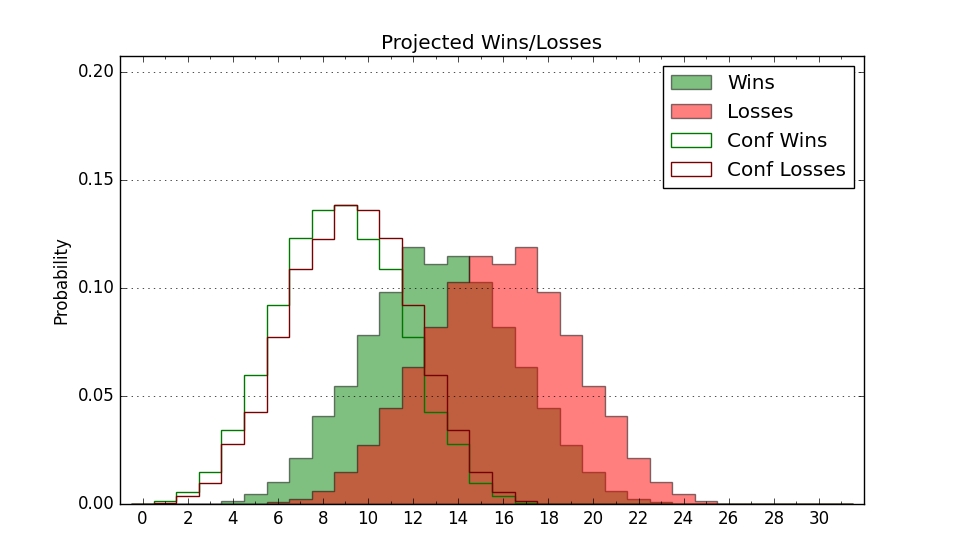 Projected Wins/Losses
0.20
0.15
0.10
0.05
0.00
Probability
Wins
Losses
Conf Wins
Conf Losses
0 2 4 6 8 10 12 14 16 18 20 22 24 26 28 30